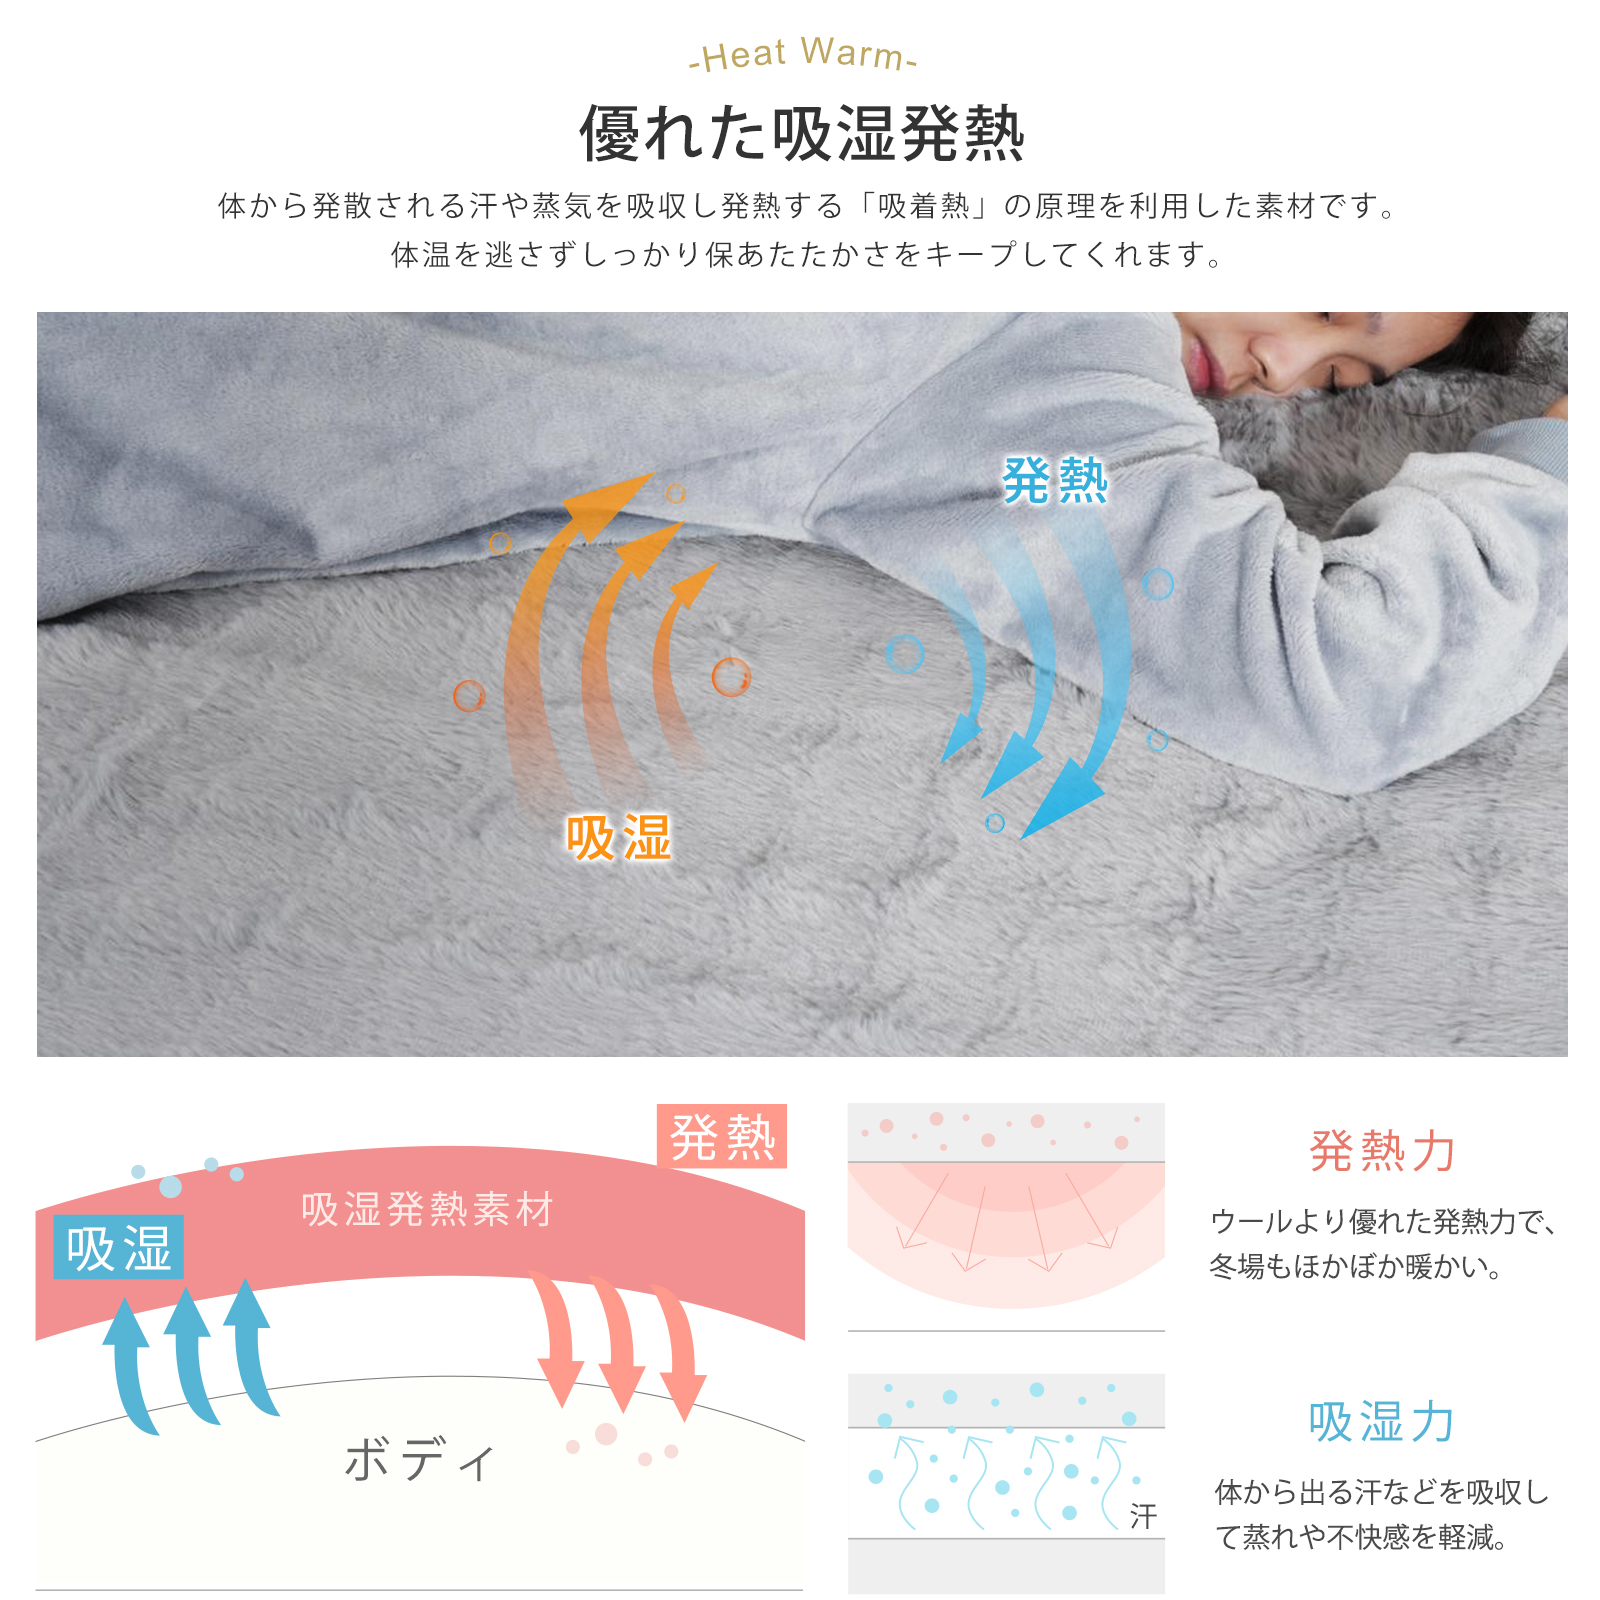 -Heat Warm-
優れた吸湿発熱
体から発散される汗や蒸気を吸収し発熱する「吸着熱」の原理を利用した素材です。
体温を逃さずしっかり保あたたかさをキープしてくれます。
発熱
吸湿
発熱
吸湿発熱素材
吸湿
ボディ
発熱力
ウールより優れた発熱力で、
冬場もほかぼか暖かい。
吸湿力
汗
体から出る汗などを吸収し
て蒸れや不快感を軽減。